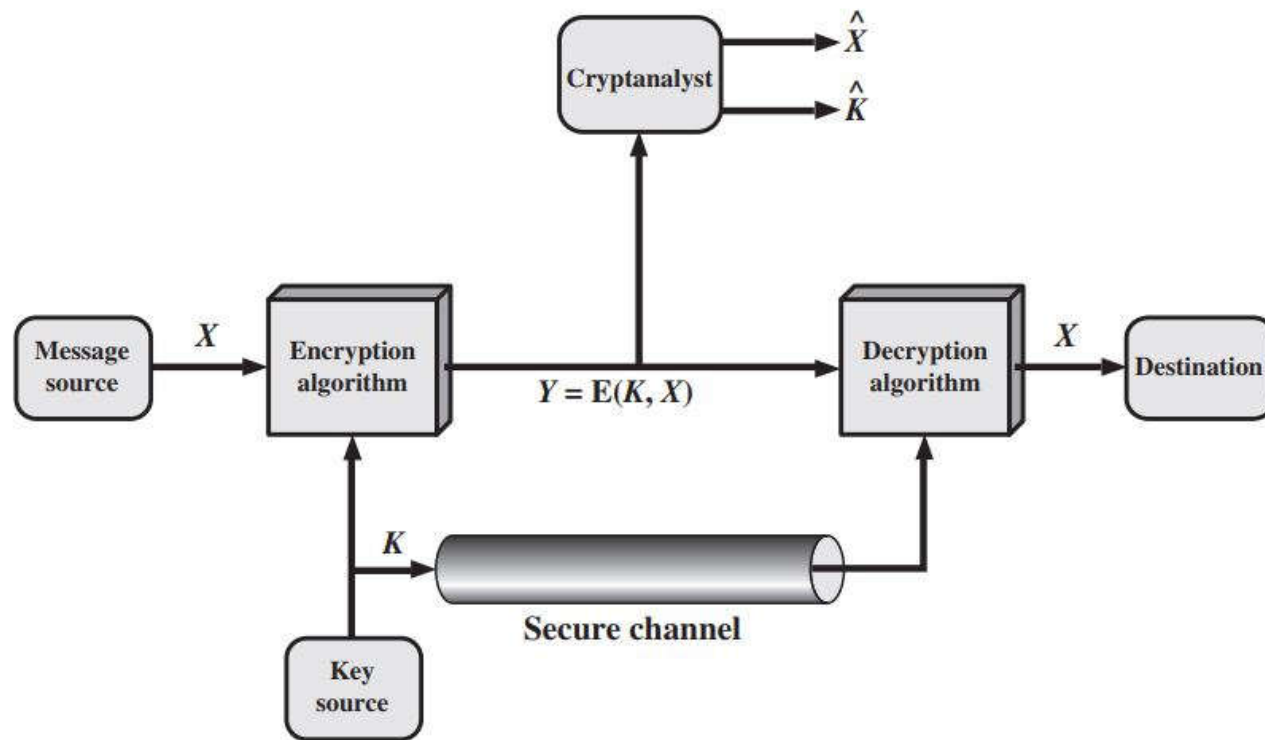 X̂
Cryptanalyst
K̂
Message
source
X
Encryption
algorithm
Y = E(K, X)
Decryption
algorithm
X
Destination
K
Secure channel
Key
source